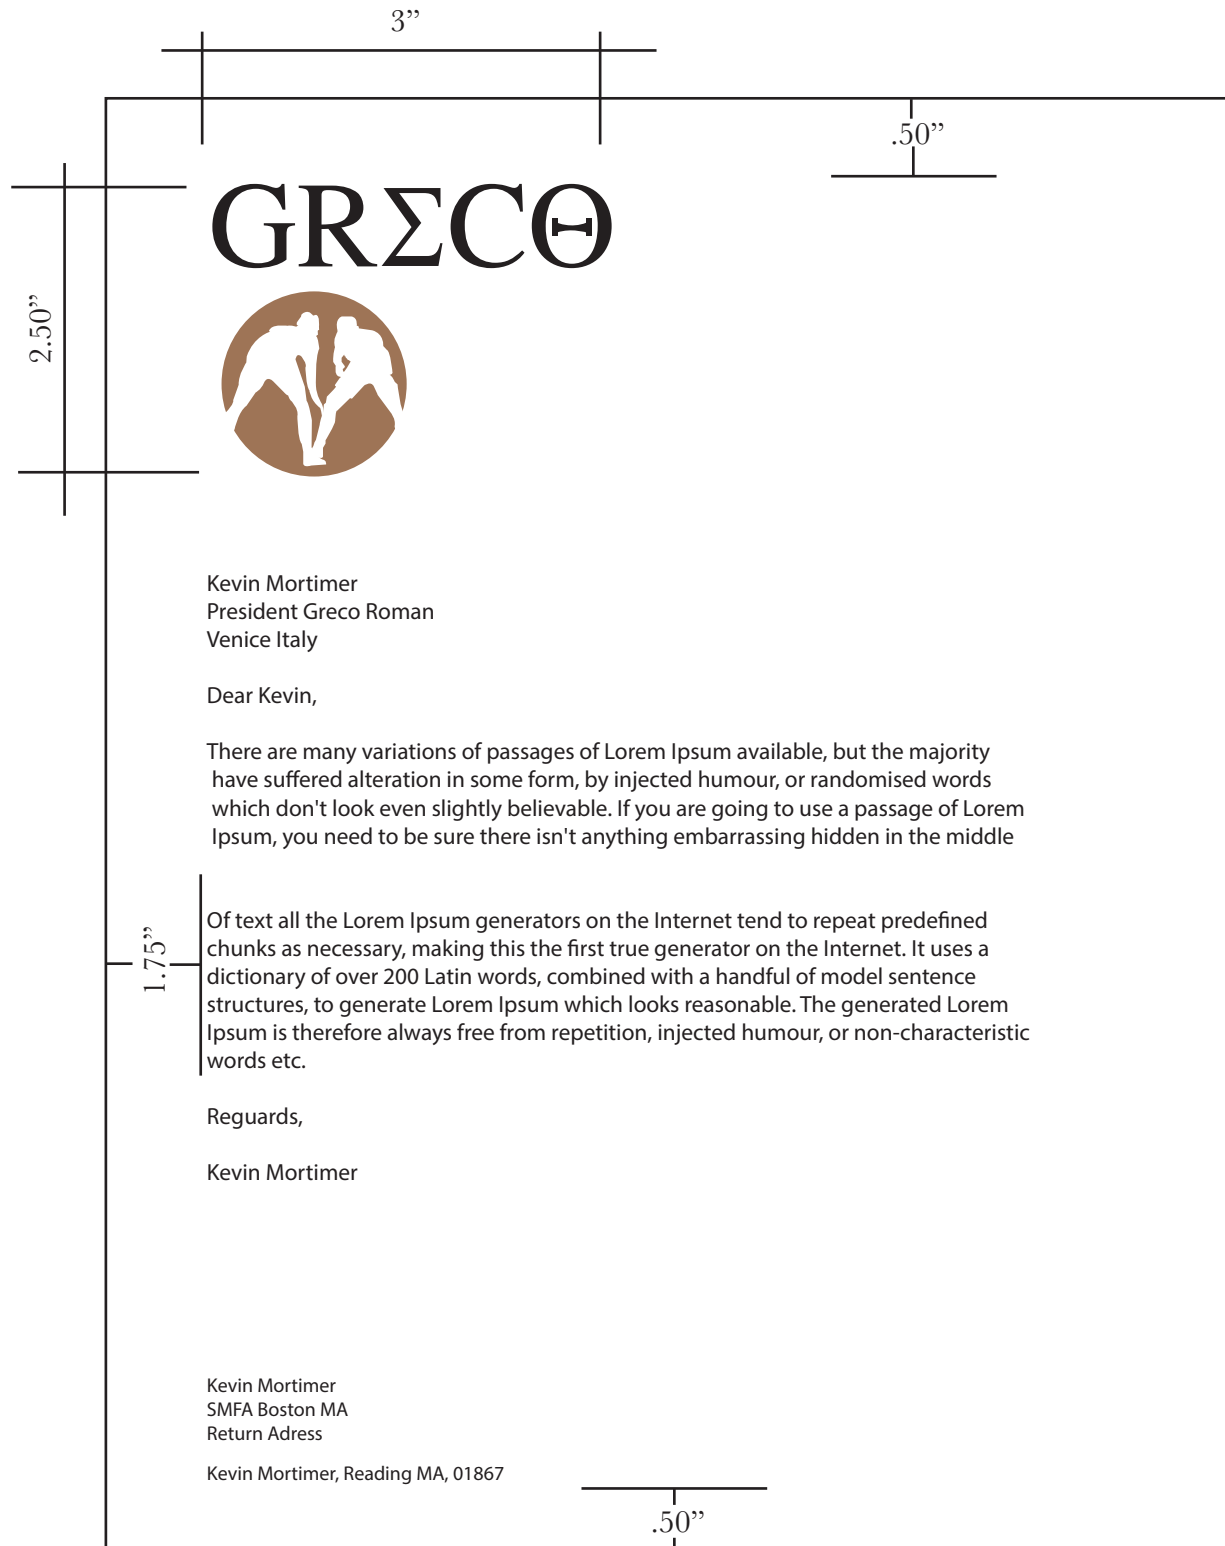 3”
.50”
GRΣCΘ
2.50”
Kevin Mortimer
President Greco Roman
Venice Italy
Dear Kevin,
There are many variations of passages of Lorem Ipsum available, but the majority
have suffered alteration in some form, by injected humour, or randomised words
which don't look even slightly believable. If you are going to use a passage of Lorem
Ipsum, you need to be sure there isn't anything embarrassing hidden in the middle
1.75”
Of text all the Lorem Ipsum generators on the Internet tend to repeat predefined
chunks as necessary, making this the first true generator on the Internet. It uses a
dictionary of over 200 Latin words, combined with a handful of model sentence
structures, to generate Lorem Ipsum which looks reasonable. The generated Lorem
Ipsum is therefore always free from repetition, injected humour, or non-characteristic
words etc.
Reguards,
Kevin Mortimer
Kevin Mortimer
SMFA Boston MA
Return Adress
Kevin Mortimer, Reading MA, 01867
.50”